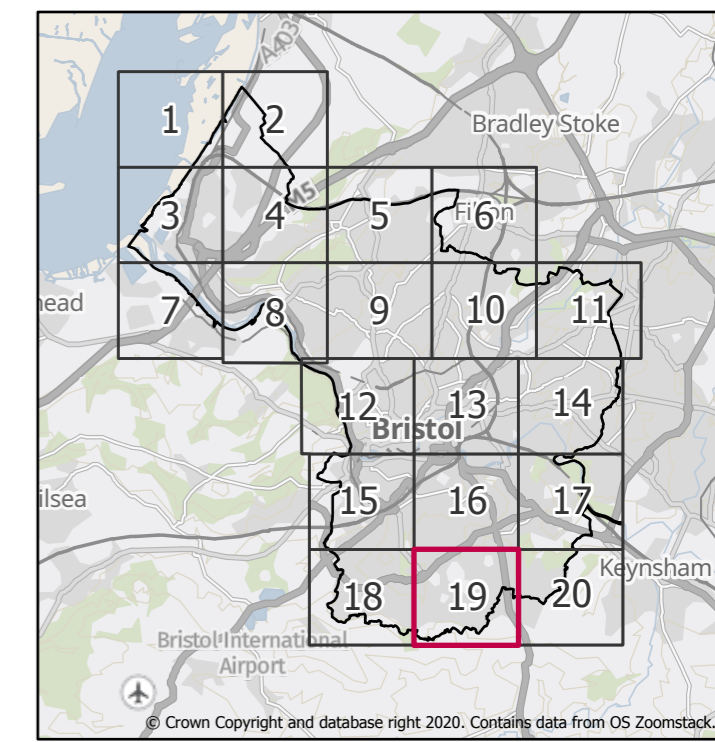 A403
1
2
Bradley Stoke
M5
3
4
5
Filton
6
head
7
8
9
10
11
12
13
14
Bristol
ilsea
15
16
17
Keynsham
18
19
20
Bristol International
Airport
© Crown Copyright and database right 2020. Contains data from OS Zoomstack.